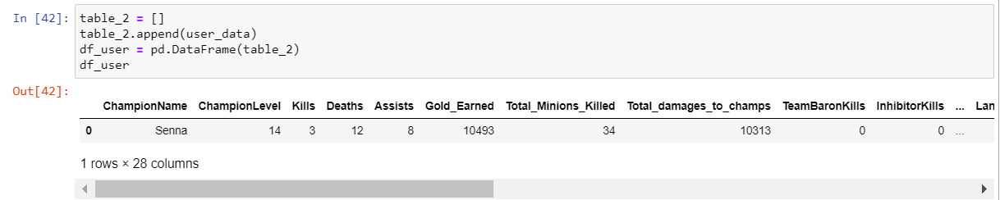 In [42]: table_2 = []
table_2.append(user_data)
df_user = pd.DataFrame(table_2)
df_user
Out[42]:
ChampionName ChampionLevel Kills Deaths Assists Gold_Earned Total_Minions_Killed Total_damages_to_champs TeamBaronKills InhibitorKills ... Lan
0 Senna 14 3 12 8 10493 34 10313 0 0 ...
1 rows × 28 columns